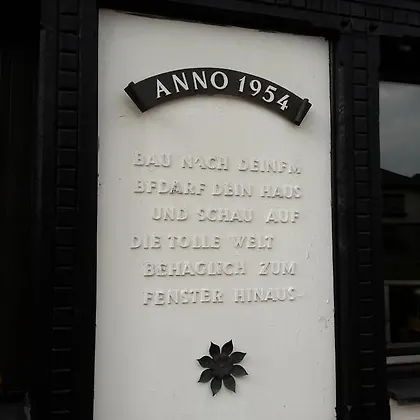 ANNO 1954
BAU NACH DEINEM
BEDARF DEIN HAUS
UND SCHAU AUF
DIE TOLLE WELT
BEHAGLICH ZUM
FENSTER HINAUS